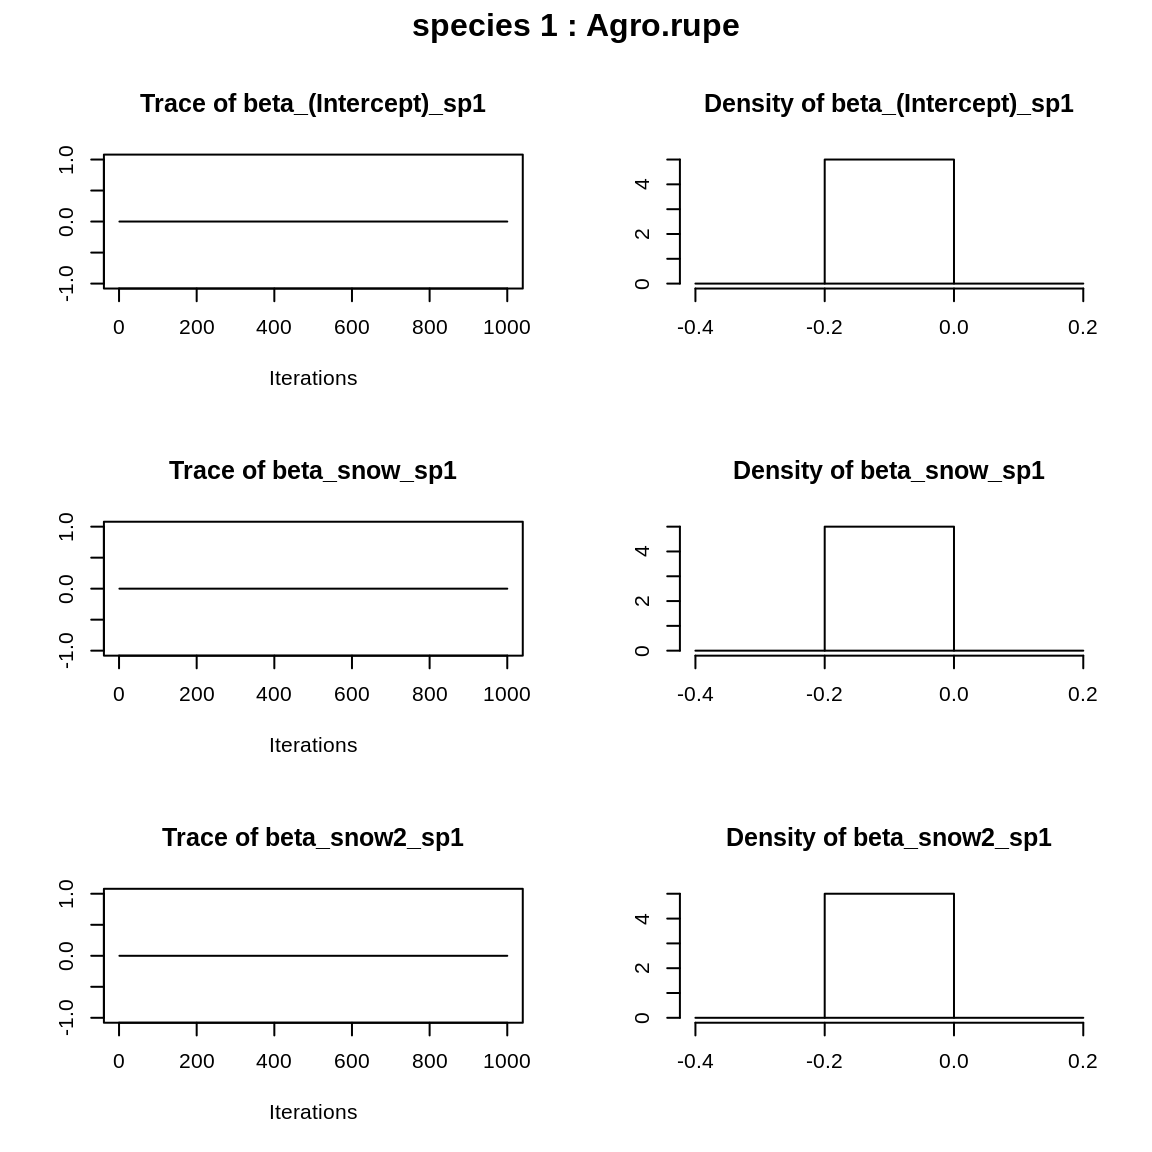 species 1 : Agro.rupe
Trace of beta_(Intercept)_sp1
1.0
0.0
-1.0
0 200 400 600 800 1000
Iterations
Density of beta_(Intercept)_sp1
4
2
0
-0.4 -0.2 0.0 0.2
Trace of beta_snow_sp1
1.0
0.0
-1.0
0 200 400 600 800 1000
Iterations
Density of beta_snow_sp1
4
2
0
-0.4 -0.2 0.0 0.2
Trace of beta_snow2_sp1
1.0
0.0
-1.0
0 200 400 600 800 1000
Iterations
Density of beta_snow2_sp1
4
2
0
-0.4 -0.2 0.0 0.2